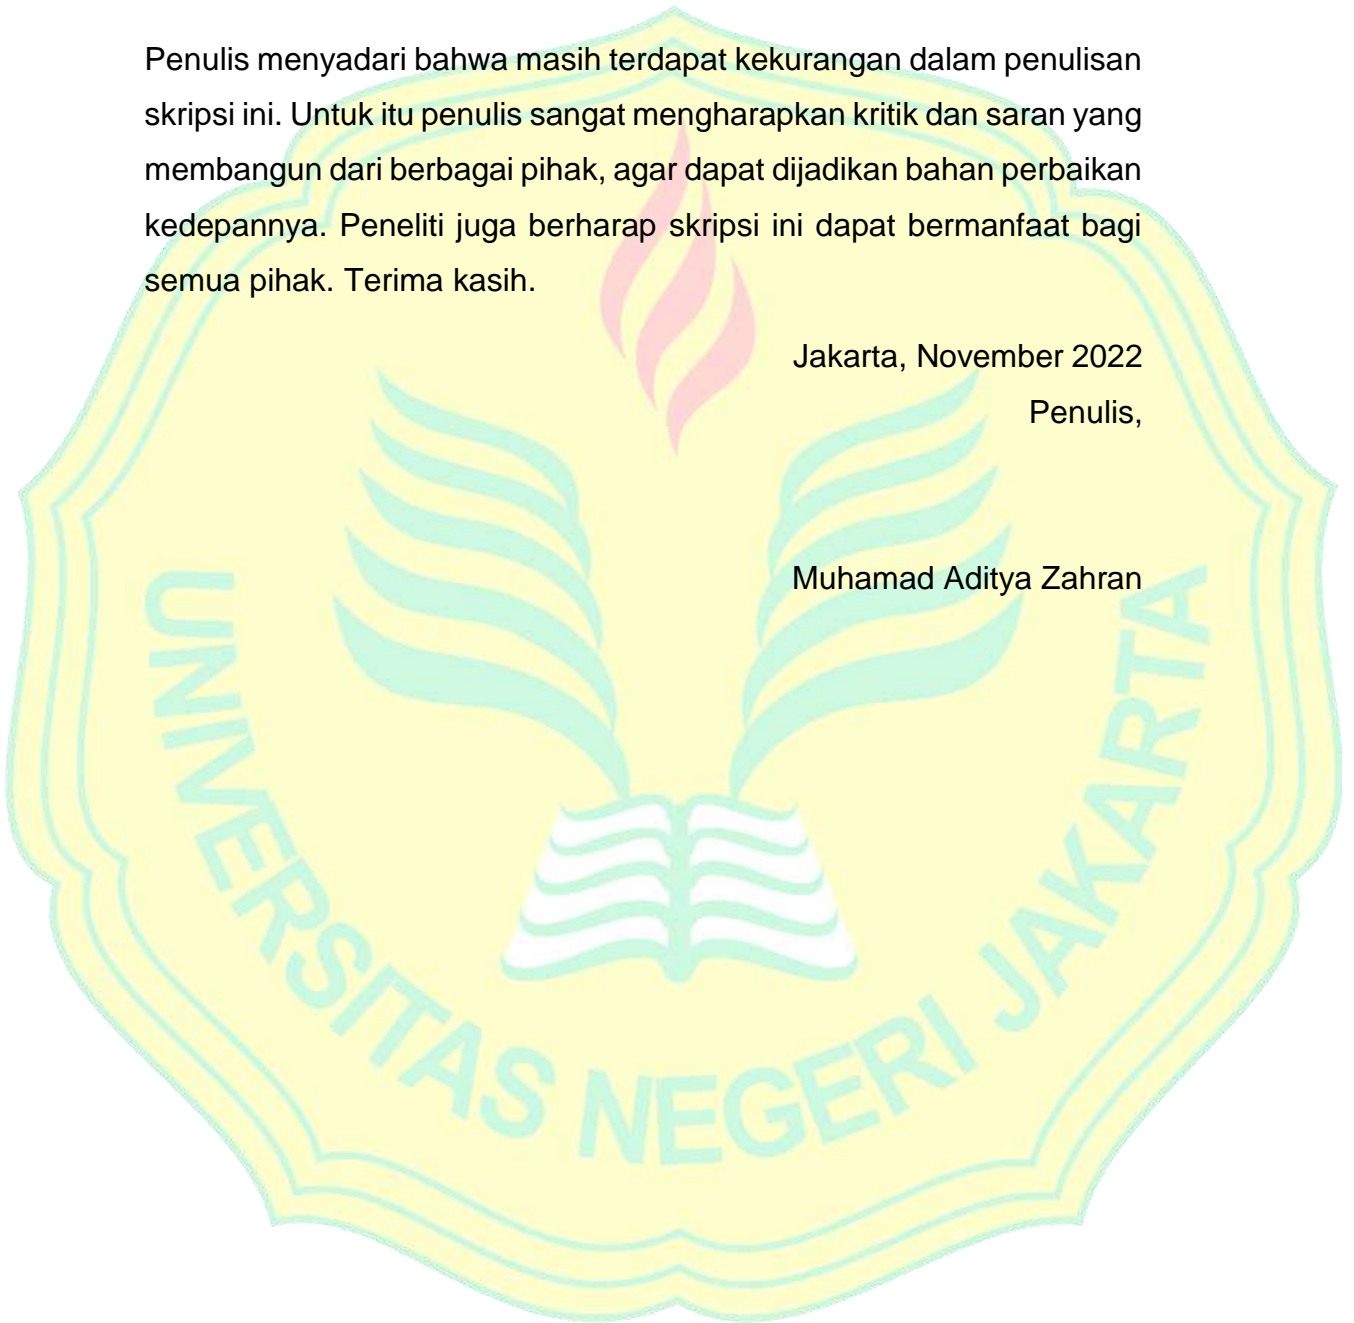 Penulis menyadari bahwa masih terdapat kekurangan dalam penulisan
skripsi ini. Untuk itu penulis sangat mengharapkan kritik dan saran yang
membangun dari berbagai pihak, agar dapat dijadikan bahan perbaikan
kedepannya. Peneliti juga berharap skripsi ini dapat bermanfaat bagi
semua pihak. Terima kasih.
Jakarta, November 2022
Penulis,
Muhamad Aditya Zahran
UNIVERSITAS NEGERI JAKARTA